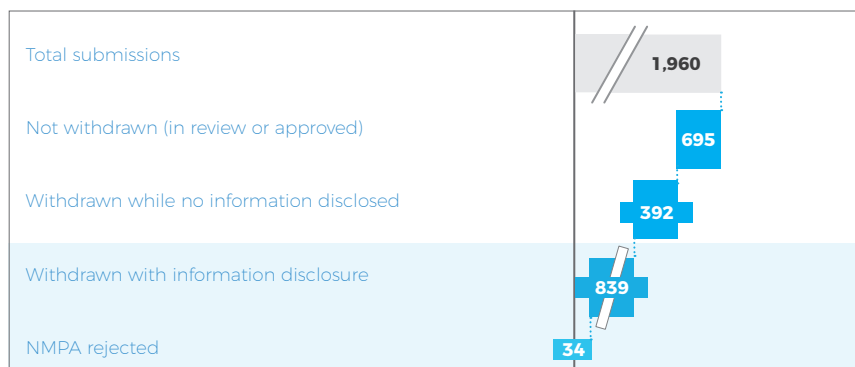 Total submissions
1,960
Not withdrawn (in review or approved)
695
Withdrawn while no information disclosed
392
Withdrawn with information disclosure
839
NMPA rejected
34